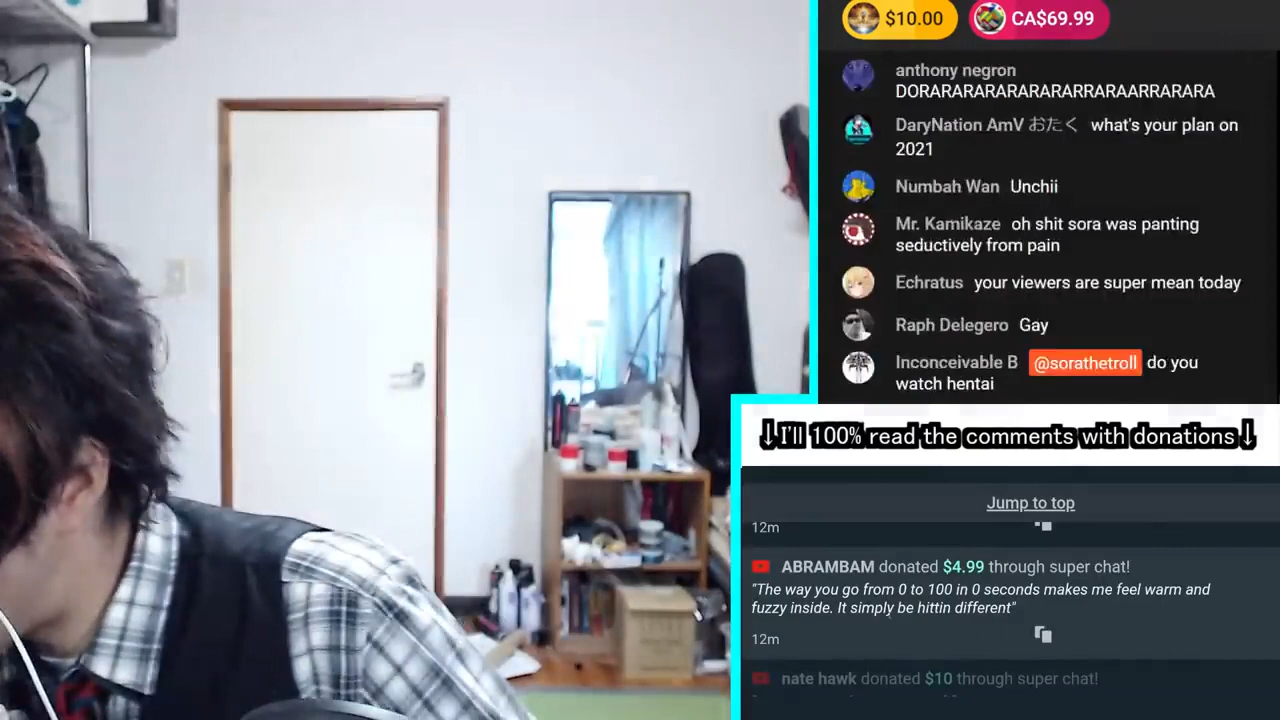 $10.00
CA$69.99
anthony negron
DORARARARARARARARRARAARRARARA
DaryNation AmV おたく what's your plan on
2021
Numbah Wan Unchii
Mr. Kamikaze oh shit sora was panting
seductively from pain
Echratus your viewers are super mean today
Raph Delegero Gay
Inconceivable B @sorathetroll do you
watch hentai
↓I'll 100% read the comments with donations↓
Jump to top
12m
ABRAMBAM donated $4.99 through super chat!
"The way you go from 0 to 100 in 0 seconds makes me feel warm and
fuzzy inside. It simply be hittin different"
12m
nate hawk donated $10 through super chat!